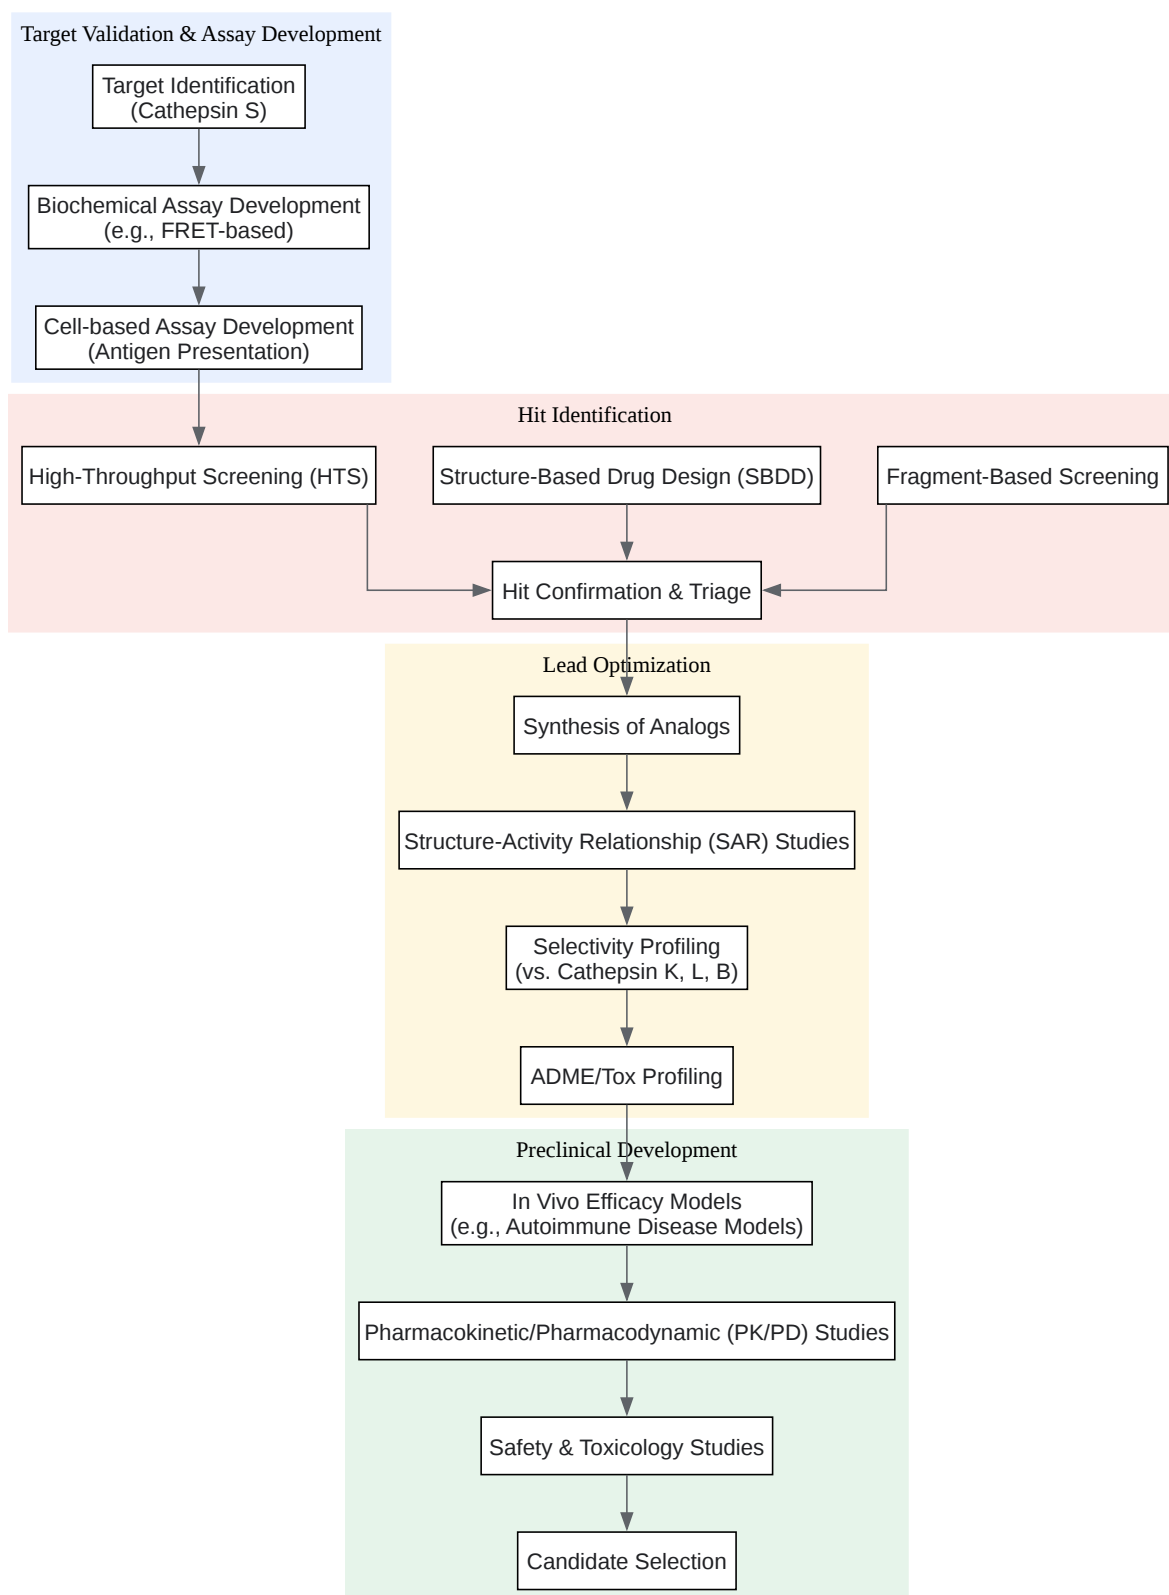 Target Validation & Assay Development
Target Identification
(Cathepsin S)
Biochemical Assay Development
(e.g., FRET-based)
Cell-based Assay Development
(Antigen Presentation)
Hit Identification
High-Throughput Screening (HTS)
Structure-Based Drug Design (SBDD)
Fragment-Based Screening
Hit Confirmation & Triage
Lead Optimization
Synthesis of Analogs
Structure-Activity Relationship (SAR) Studies
Selectivity Profiling
(vs. Cathepsin K, L, B)
ADME/Tox Profiling
Preclinical Development
In Vivo Efficacy Models
(e.g., Autoimmune Disease Models)
Pharmacokinetic/Pharmacodynamic (PK/PD) Studies
Safety & Toxicology Studies
Candidate Selection